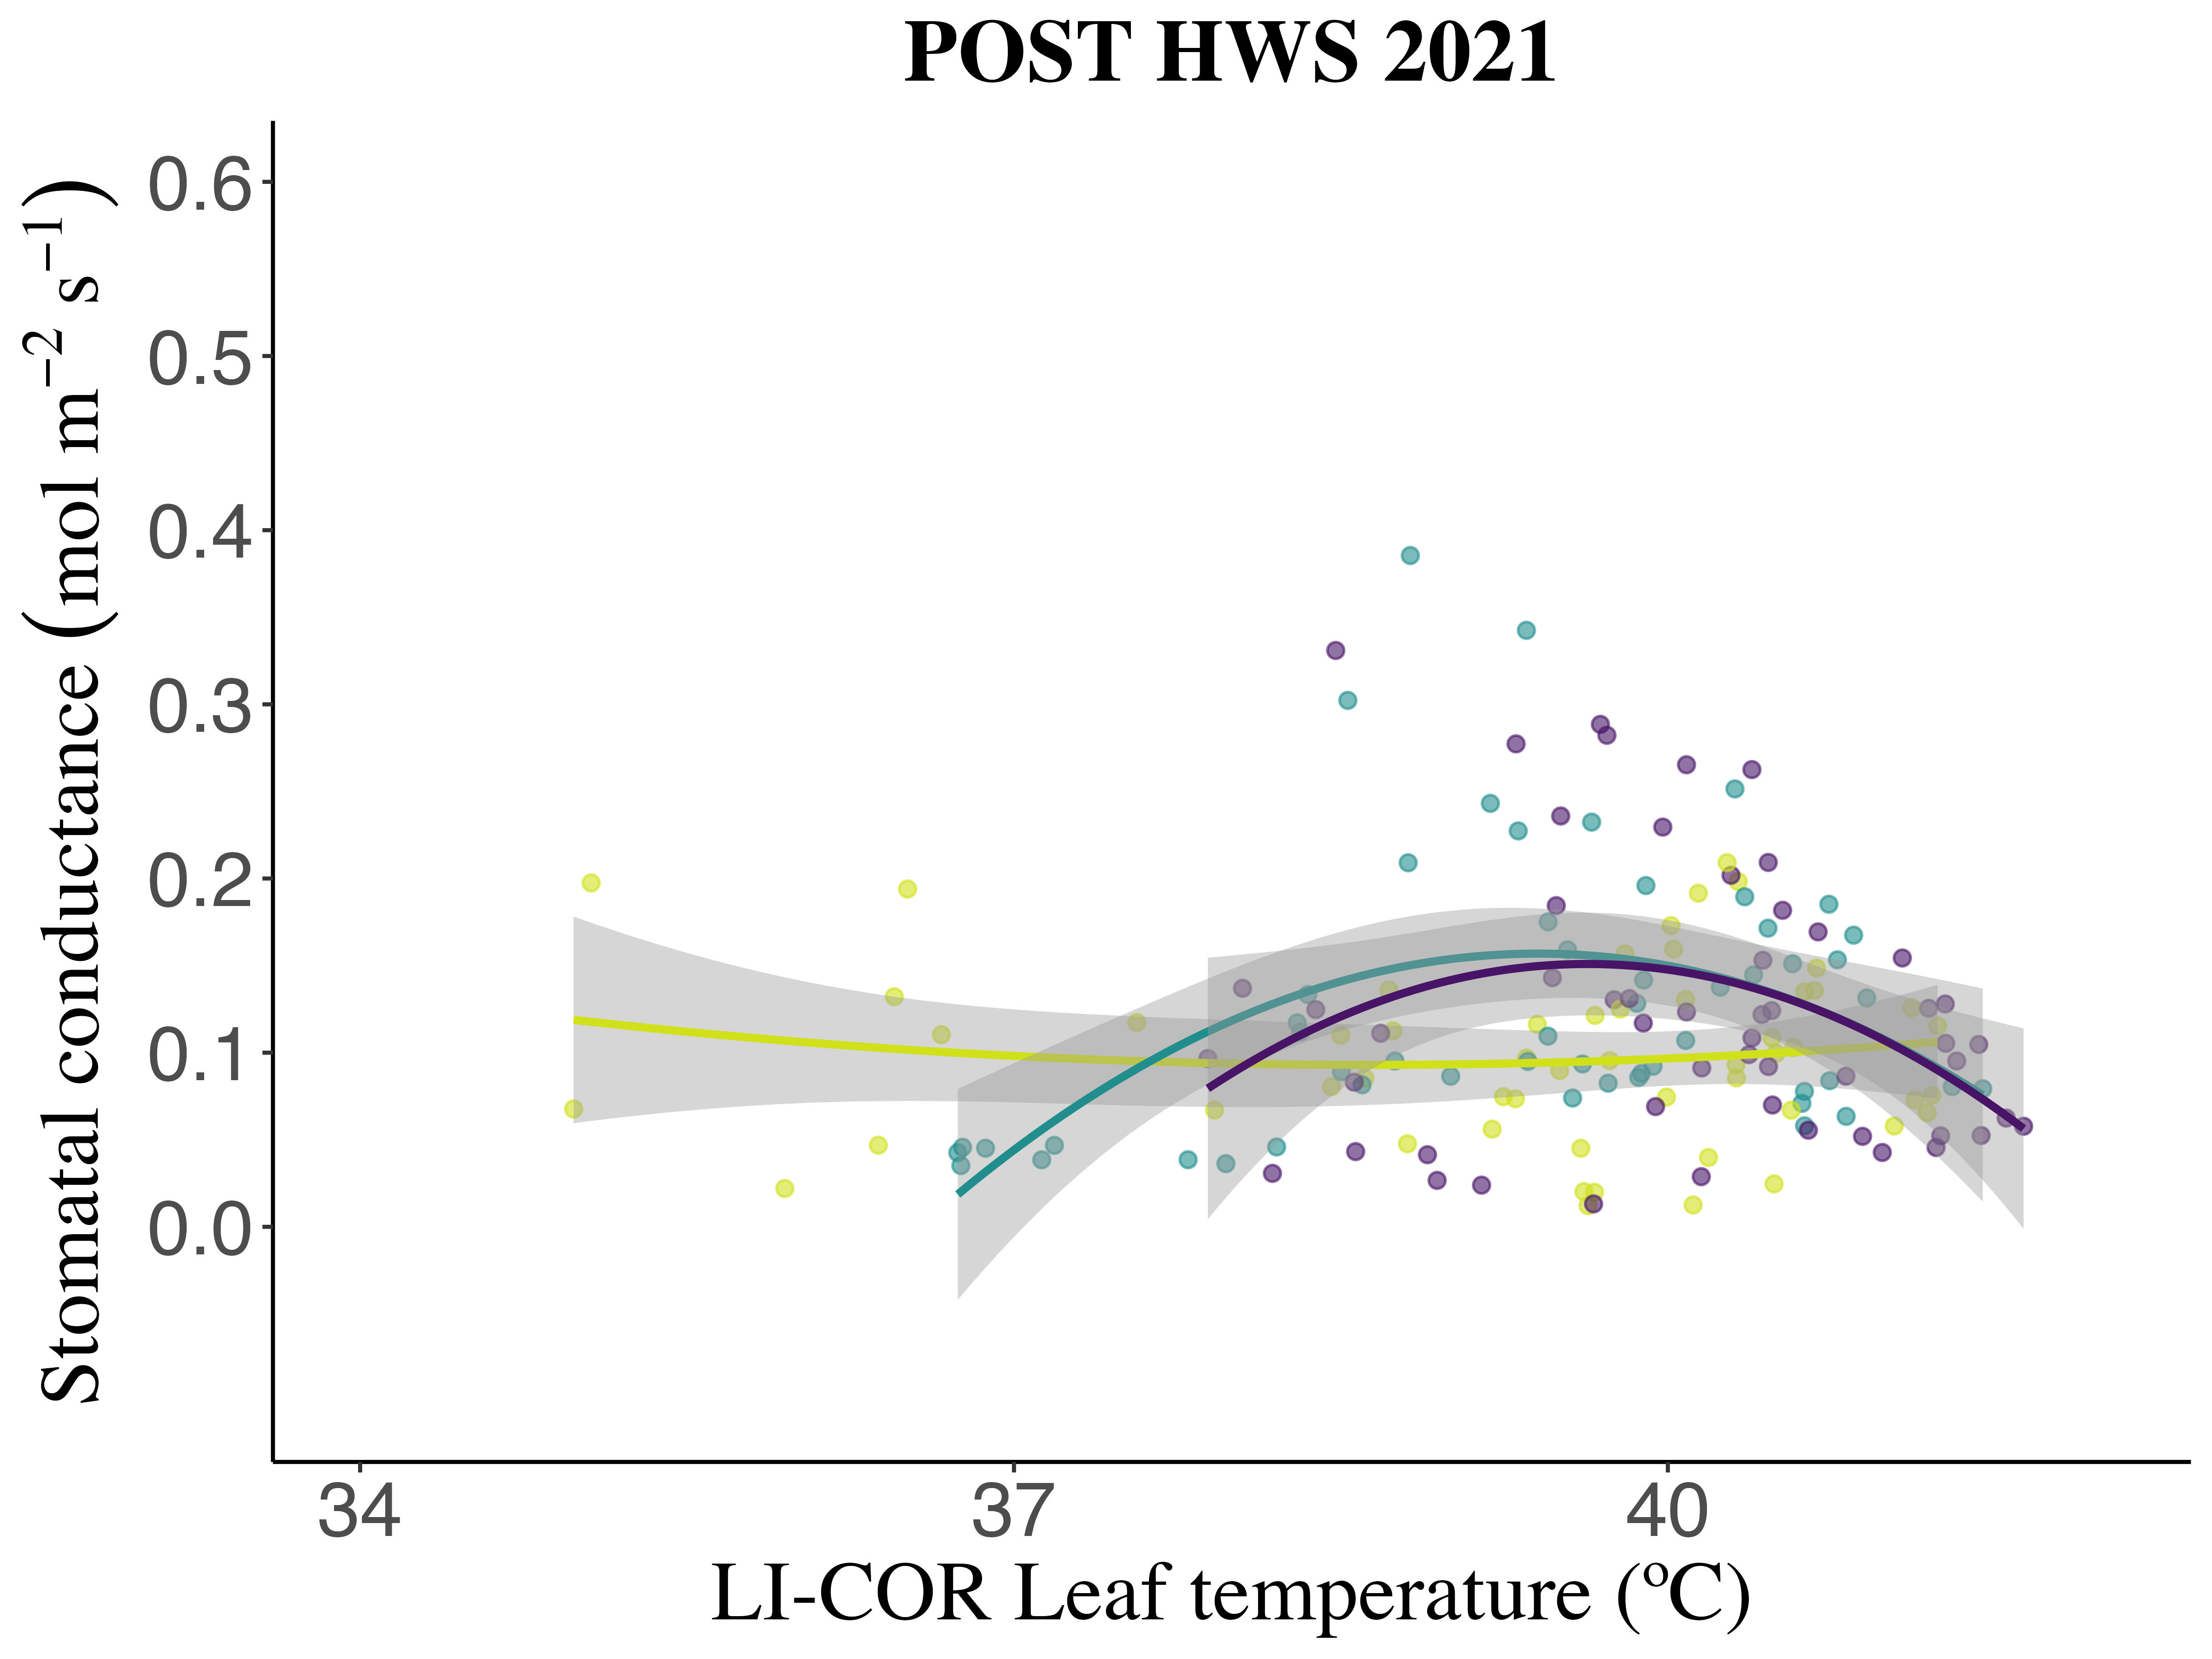 POST HWS 2021
Stomatal conductance (mol m⁻² s⁻¹)
0.6
0.5
0.4
0.3
0.2
0.1
0.0
34 37 40
LI-COR Leaf temperature (ºC)